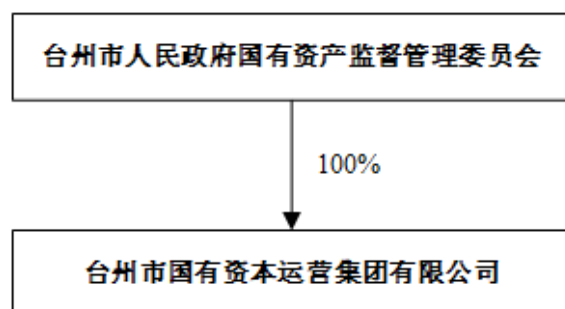 台州市人民政府国有资产监督管理委员会
100%
台州市国有资本运营集团有限公司